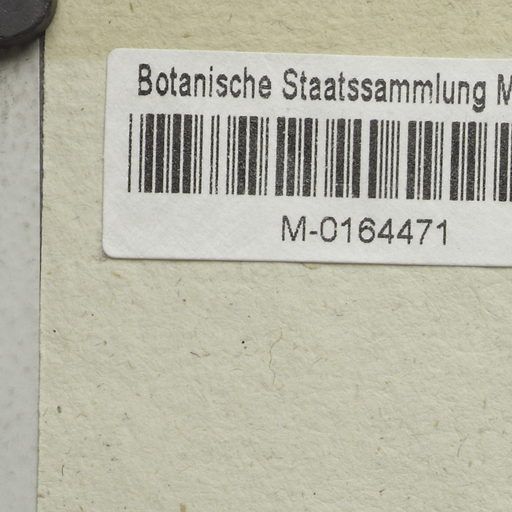 Botanische Staatssammlung M
M-0164471